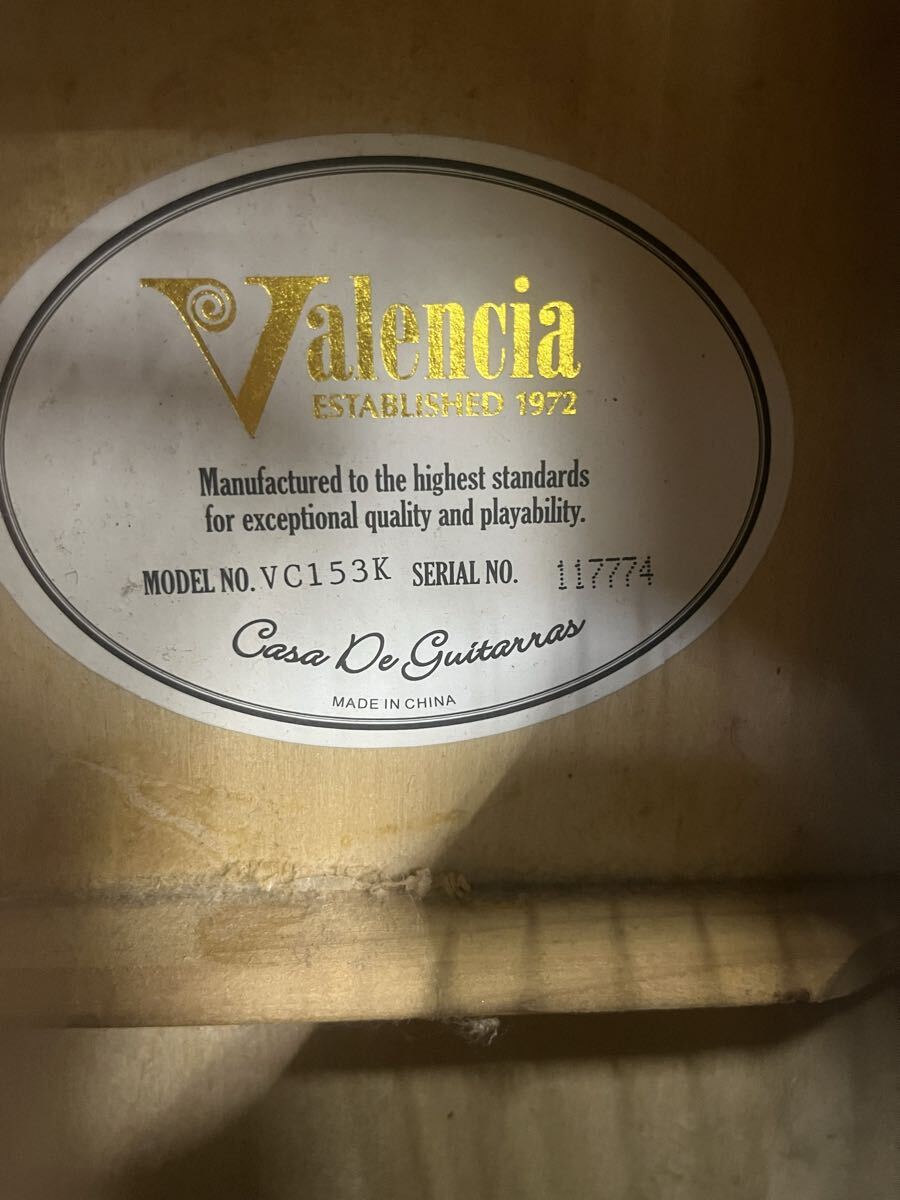 Valencia
ESTABLISHED 1972
Manufactured to the highest standards
for exceptional quality and playability.
MODEL NO. VC153K SERIAL NO. 117774
Casa De Guitarras
MADE IN CHINA